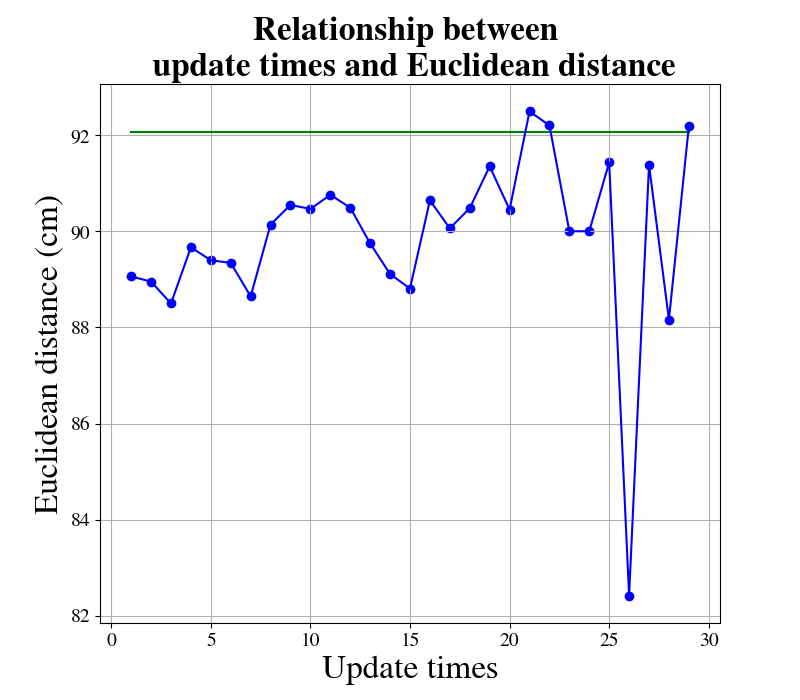 Relationship between
update times and Euclidean distance
Euclidean distance (cm)
92
90
88
86
84
82
0 5 10 15 20 25 30
Update times